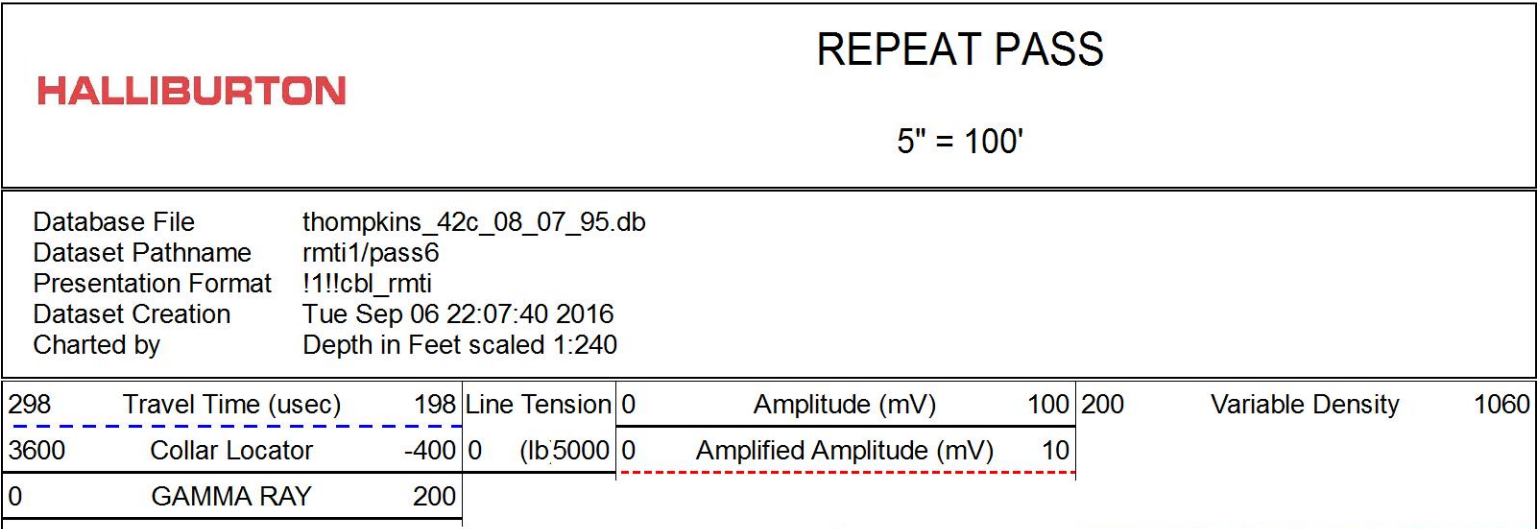 HALLIBURTON
REPEAT PASS
5" = 100'
Database File thompkins_42c_08_07_95.db
Dataset Pathname rmti1/pass6
Presentation Format !1!!cbl_rmti
Dataset Creation Tue Sep 06 22:07:40 2016
Charted by Depth in Feet scaled 1:240
298 Travel Time (usec) 198 Line Tension 0 Amplitude (mV) 100 200 Variable Density 1060
3600 Collar Locator -400 0 (lb) 5000 0 Amplified Amplitude (mV) 10
0 GAMMA RAY 200